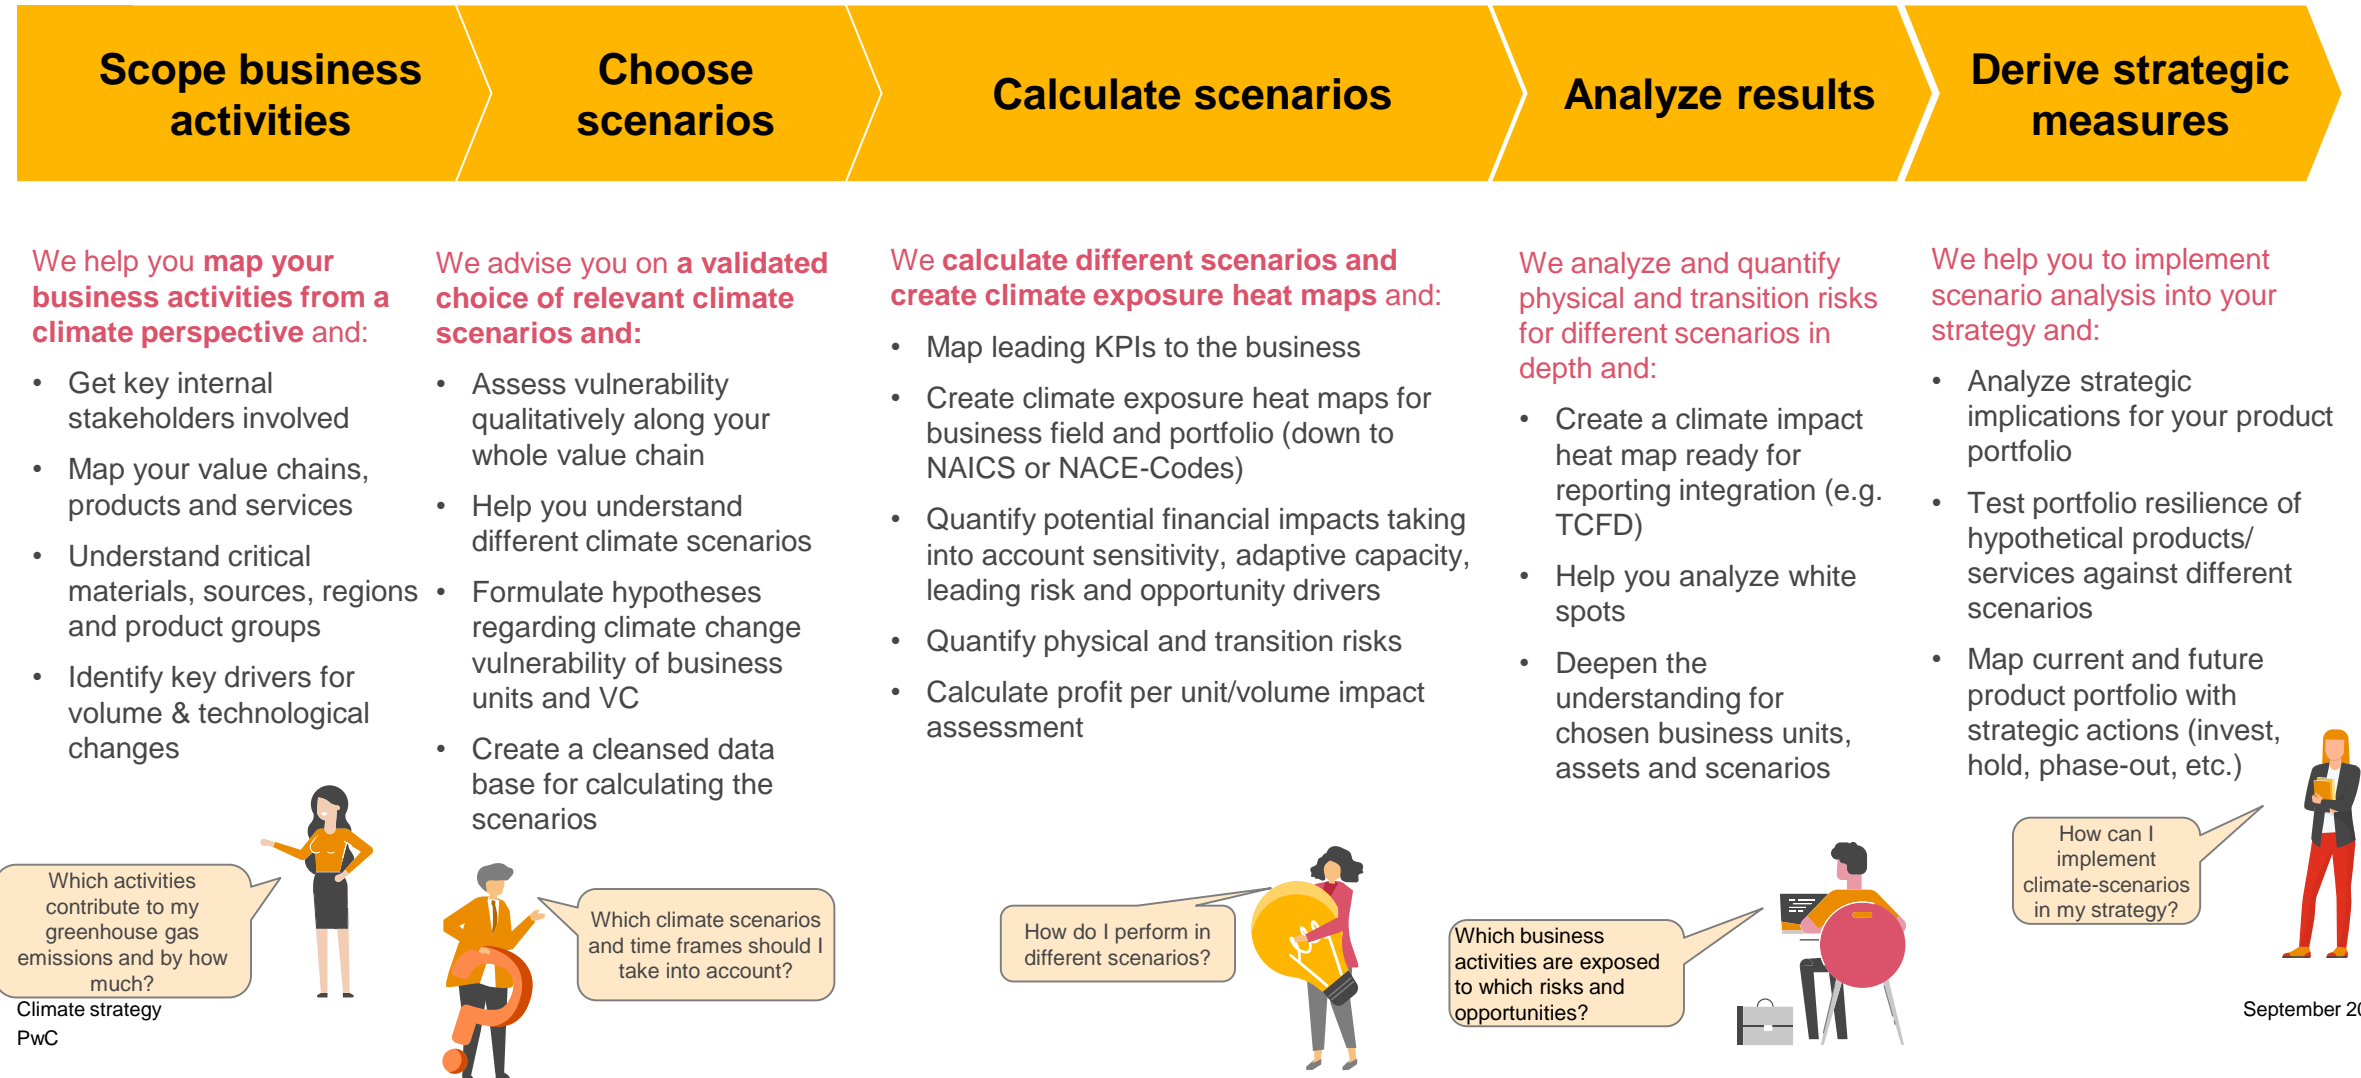 Scope business
activities
Choose
scenarios
Calculate scenarios
Analyze results
Derive strategic
measures
We help you map your
business activities from a
climate perspective and:
• Get key internal
stakeholders involved
• Map your value chains,
products and services
• Understand critical
materials, sources, regions
and product groups
• Identify key drivers for
volume & technological
changes
Which activities
contribute to my
greenhouse gas
emissions and by how
much?
We advise you on a validated
choice of relevant climate
scenarios and:
• Assess vulnerability
qualitatively along your
whole value chain
• Help you understand
different climate scenarios
• Formulate hypotheses
regarding climate change
vulnerability of business
units and VC
• Create a cleansed data
base for calculating the
scenarios
Which climate scenarios
and time frames should I
take into account?
We calculate different scenarios and
create climate exposure heat maps and:
• Map leading KPIs to the business
• Create climate exposure heat maps for
business field and portfolio (down to
NAICS or NACE-Codes)
• Quantify potential financial impacts taking
into account sensitivity, adaptive capacity,
leading risk and opportunity drivers
• Quantify physical and transition risks
• Calculate profit per unit/volume impact
assessment
How do I perform in
different scenarios?
We analyze and quantify
physical and transition risks
for different scenarios in
depth and:
• Create a climate impact
heat map ready for
reporting integration (e.g.
TCFD)
• Help you analyze white
spots
• Deepen the
understanding for
chosen business units,
assets and scenarios
Which business
activities are exposed
to which risks and
opportunities?
We help you to implement
scenario analysis into your
strategy and:
• Analyze strategic
implications for your product
portfolio
• Test portfolio resilience of
hypothetical products/
services against different
scenarios
• Map current and future
product portfolio with
strategic actions (invest,
hold, phase-out, etc.)
How can I
implement
climate-scenarios
in my strategy?
Climate strategy
PwC
September